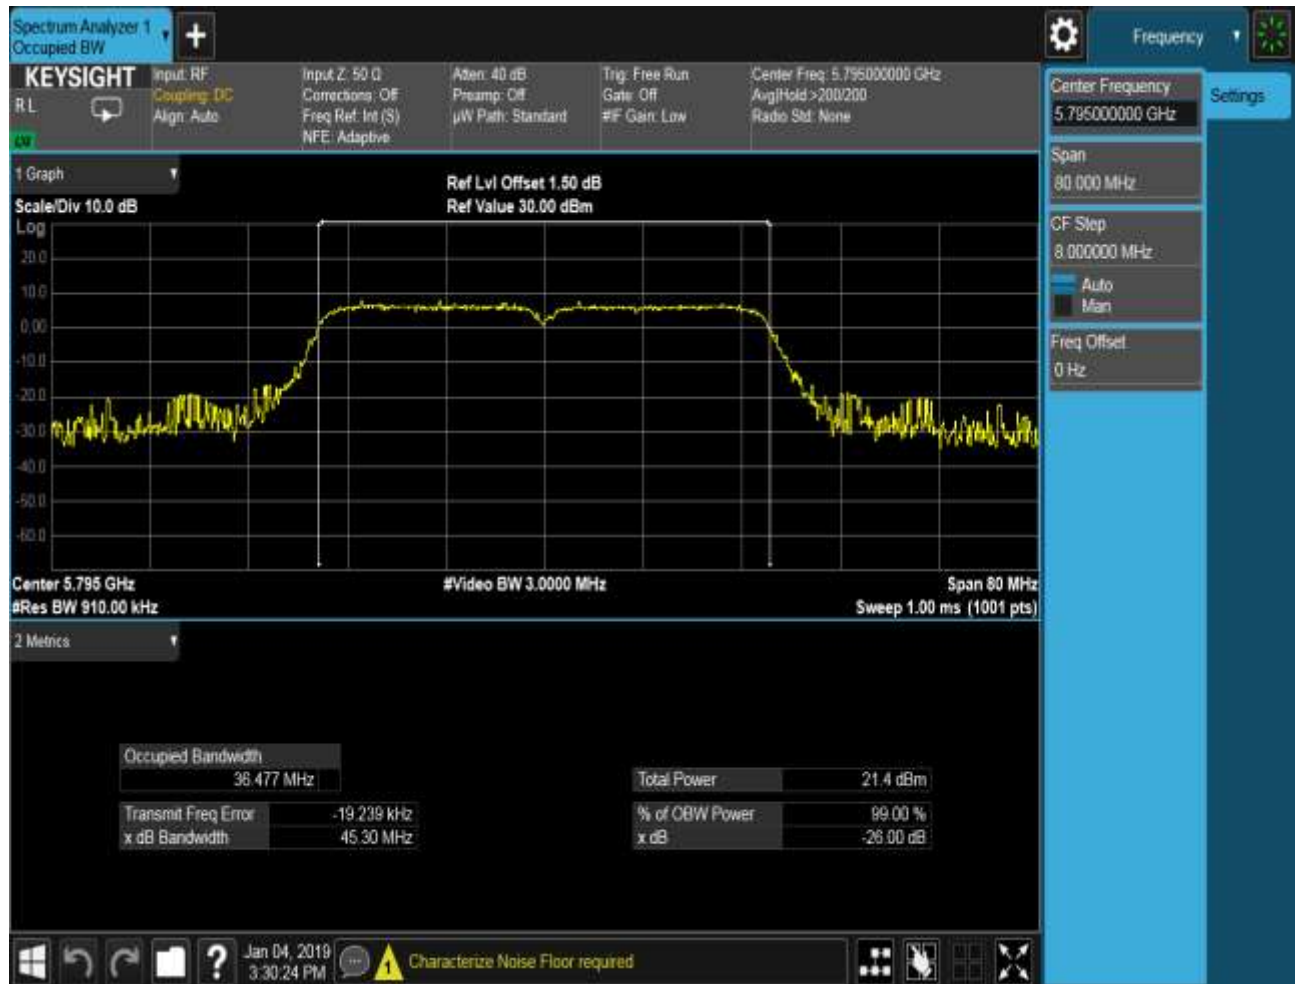 Spectrum Analyzer 1
Occupied BW
Frequency
KEYSIGHT
R L
Input: RF
Coupling: DC
Align: Auto
Input Z: 50 Ω
Corrections: Off
Freq Ref: Int (S)
NFE: Adaptive
Atten: 40 dB
Preamp: Off
µW Path: Standard
Trig: Free Run
Gate: Off
#IF Gain: Low
Center Freq: 5.795000000 GHz
Avg|Hold:>200/200
Radio Std: None
Center Frequency
5.795000000 GHz
Settings
Span
80.000 MHz
CF Step
8.000000 MHz
Auto
Man
Freq Offset
0 Hz
1 Graph
Scale/Div 10.0 dB
Ref Lvl Offset 1.50 dB
Ref Value 30.00 dBm
Log
20.0
10.0
0.00
-10.0
-20.0
-30.0
-40.0
-50.0
-60.0
Center 5.795 GHz
#Video BW 3.0000 MHz
Span 80 MHz
#Res BW 910.00 kHz
Sweep 1.00 ms (1001 pts)
2 Metrics
Occupied Bandwidth
36.477 MHz
Total Power 21.4 dBm
Transmit Freq Error -19.239 kHz
% of OBW Power 99.00 %
x dB Bandwidth 45.30 MHz
x dB -26.00 dB
?
Jan 04, 2019
3:30:24 PM
1
Characterize Noise Floor required